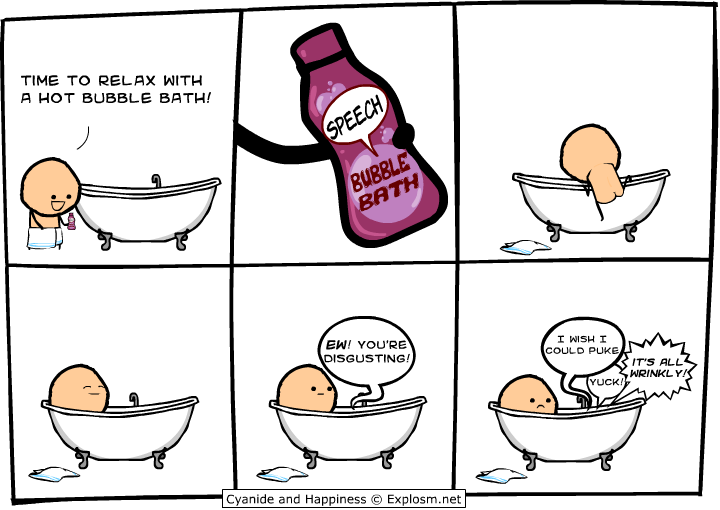 TIME TO RELAX WITH
A HOT BUBBLE BATH!
SPEECH
BUBBLE
BATH
EW! YOU'RE
DISGUSTING!
I WISH I
COULD PUKE
YUCK!
IT'S ALL
WRINKLY!
Cyanide and Happiness © Explosm.net